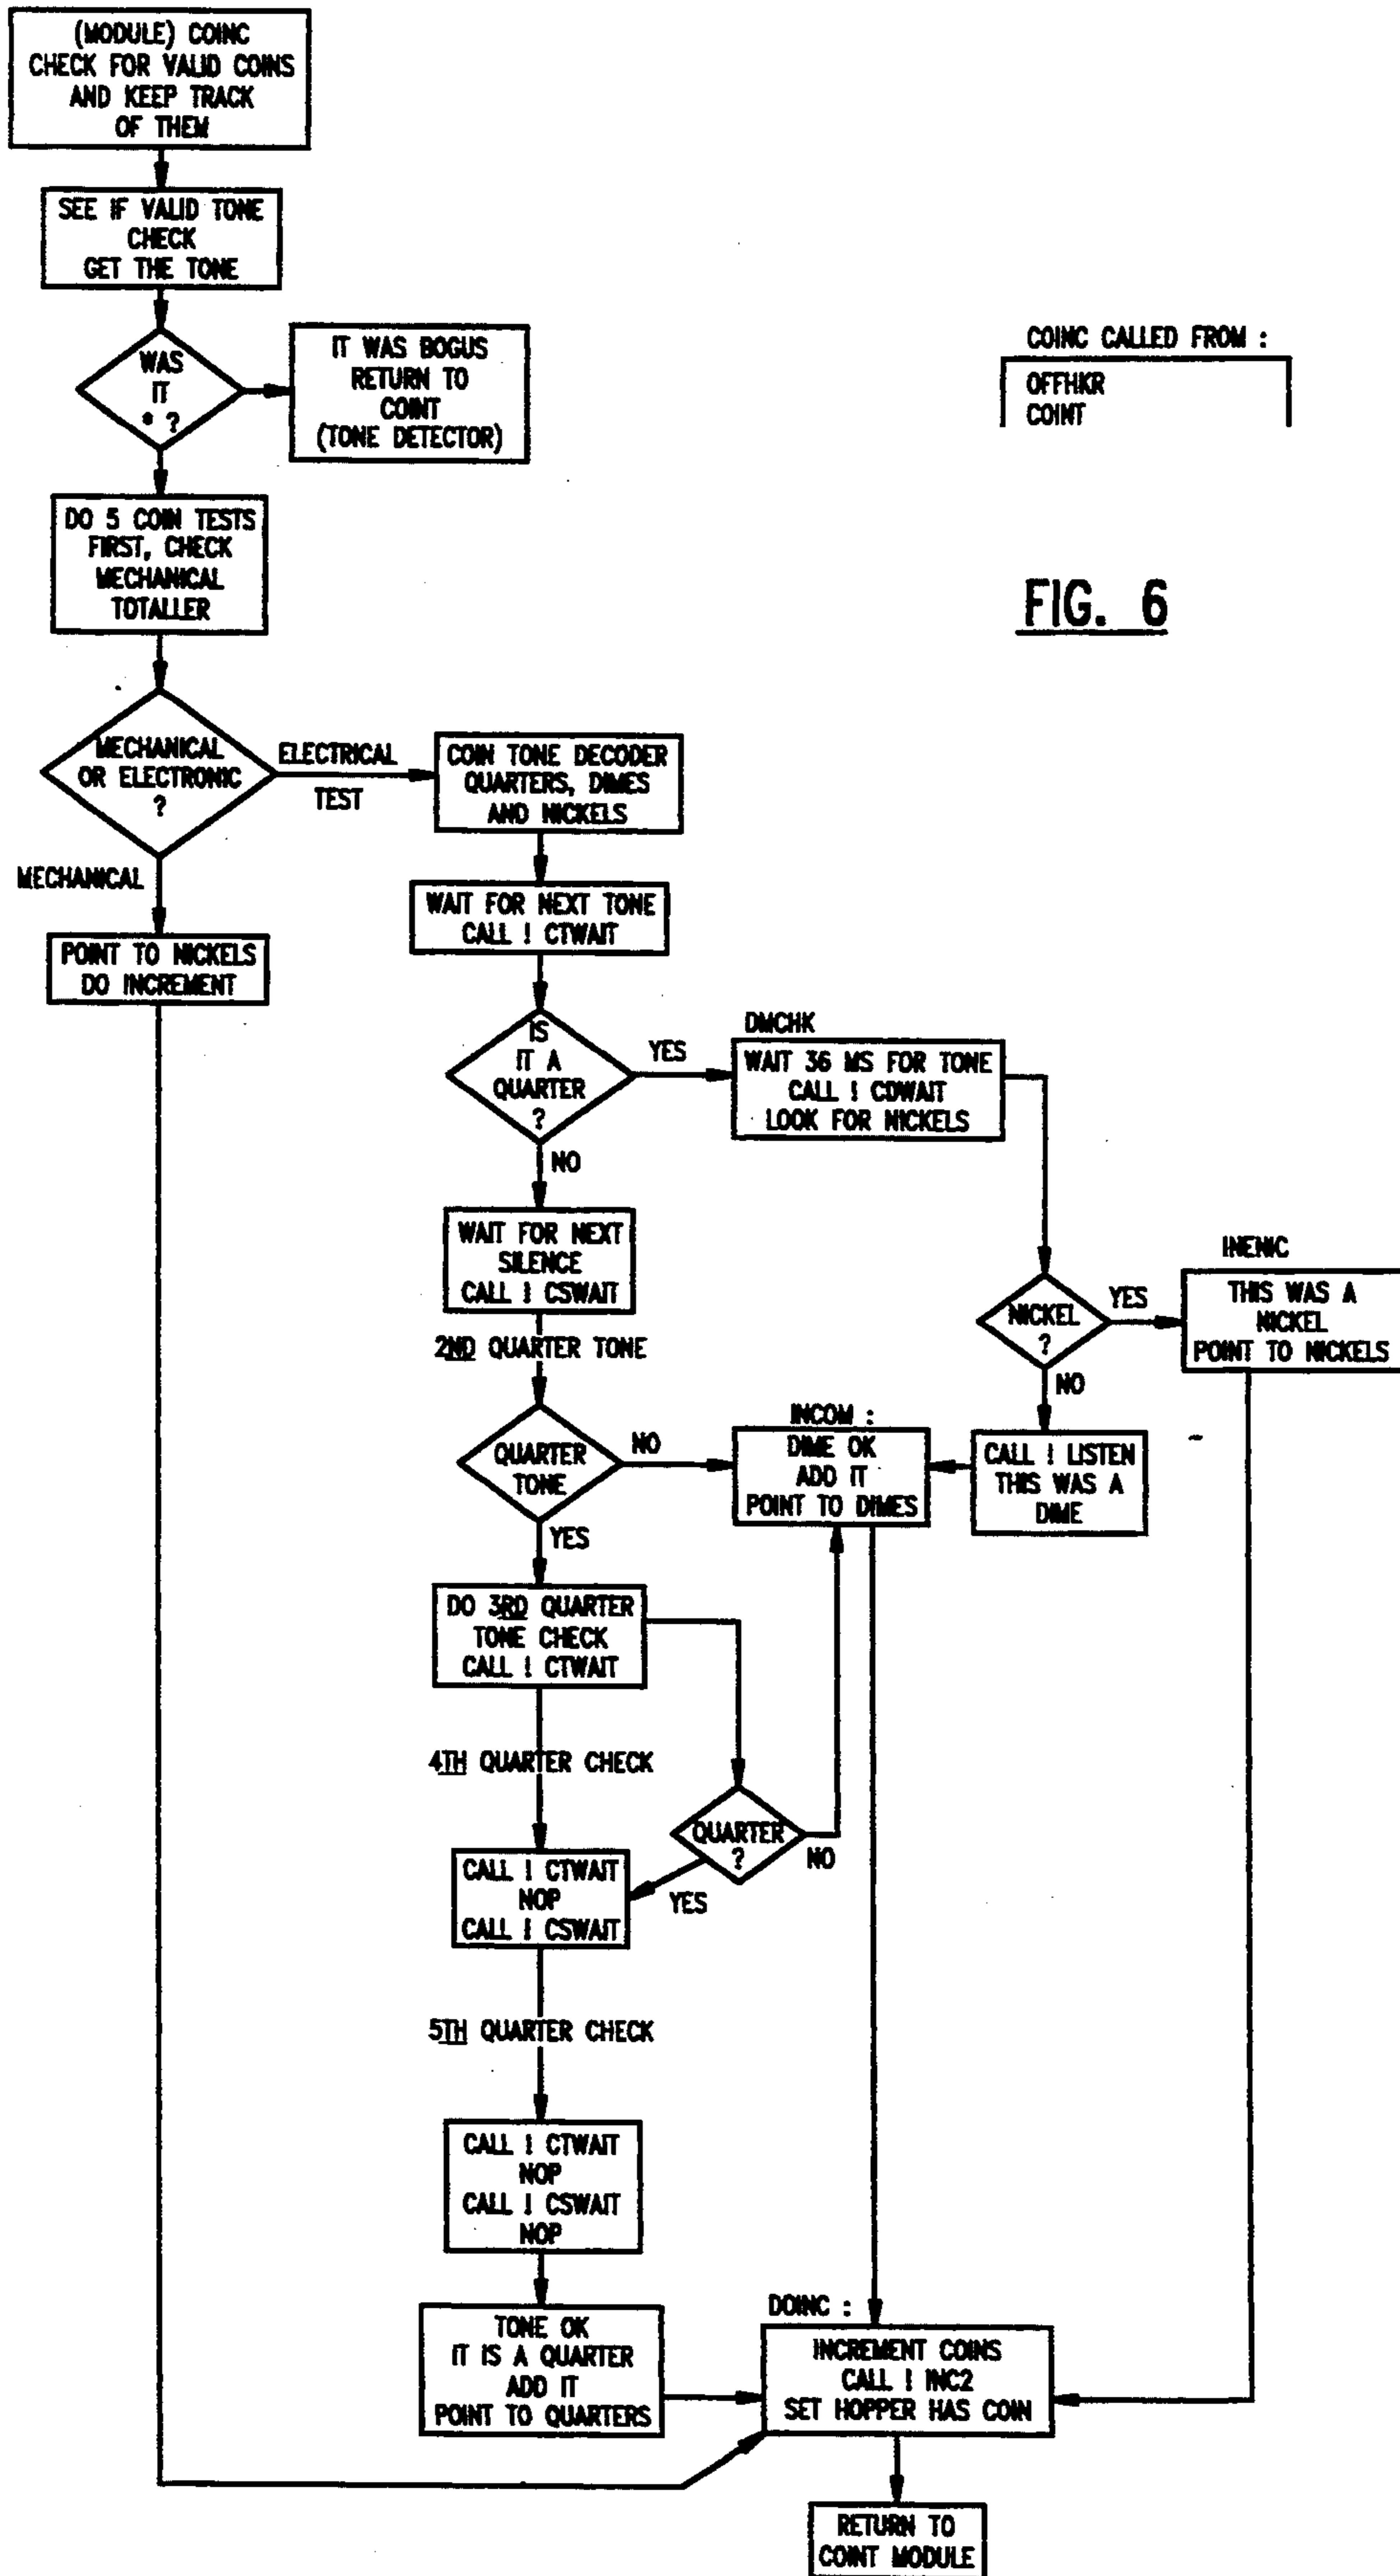 (MODULE) COINC
CHECK FOR VALID COINS
AND KEEP TRACK
OF THEM
SEE IF VALID TONE
CHECK
GET THE TONE
WAS
IT
* ?
IT WAS BOGUS
RETURN TO
COINT
(TONE DETECTOR)
COINC CALLED FROM :
OFFHKR
COINT
DO 5 COIN TESTS
FIRST, CHECK
MECHANICAL
TOTALLER
FIG. 6
MECHANICAL
OR ELECTRONIC
?
ELECTRICAL
TEST
COIN TONE DECODER
QUARTERS, DIMES
AND NICKELS
MECHANICAL
WAIT FOR NEXT TONE
CALL ! CTWAIT
POINT TO NICKELS
DO INCREMENT
IS
IT A
QUARTER
?
YES
DMCHK
WAIT 36 MS FOR TONE
CALL ! CDWAIT
LOOK FOR NICKELS
NO
WAIT FOR NEXT
SILENCE
CALL ! CSWAIT
NICKEL
?
YES
INENIC
THIS WAS A
NICKEL
POINT TO NICKELS
NO
2ND QUARTER TONE
QUARTER
TONE
NO
INCOM :
DIME OK
ADD IT
POINT TO DIMES
CALL ! LISTEN
THIS WAS A
DIME
YES
DO 3RD QUARTER
TONE CHECK
CALL ! CTWAIT
4TH QUARTER CHECK
QUARTER
?
NO
YES
CALL ! CTWAIT
NOP
CALL ! CSWAIT
5TH QUARTER CHECK
CALL ! CTWAIT
NOP
CALL ! CSWAIT
NOP
TONE OK
IT IS A QUARTER
ADD IT
POINT TO QUARTERS
DOINC :
INCREMENT COINS
CALL ! INC2
SET HOPPER HAS COIN
RETURN TO
COINT MODULE